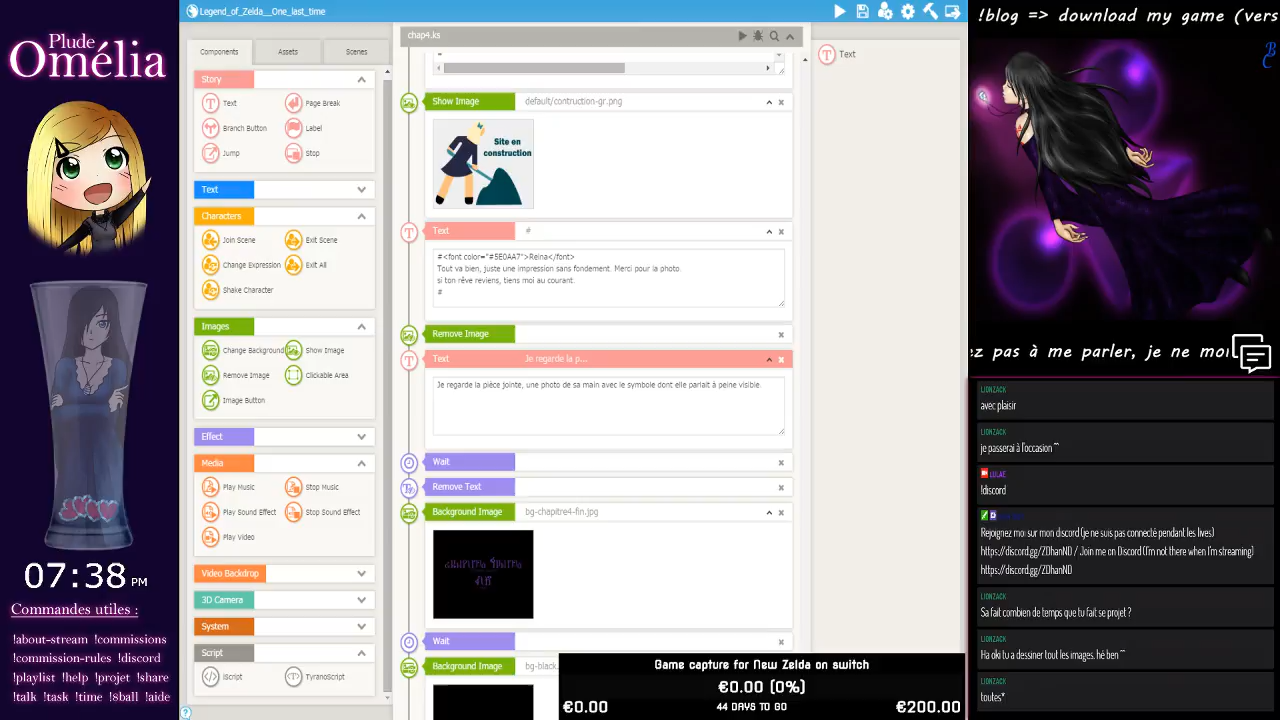 Plude
Omélia
07:38 PM
Commandes utiles :
!about-stream !commissions
!commission-rules !discord
!playlist !help !projet !share
!talk !task !time !8ball !aide
Legend_of_Zelda__One_last_time
Components
Assets
Scenes
Story
Text
Page Break
Branch Button
Label
Jump
Stop
Text
Characters
Join Scene
Exit Scene
Change Expression
Exit All
Shake Character
Images
Change Background
Show Image
Remove Image
Clickable Area
Image Button
Effect
Media
Play Music
Stop Music
Play Sound Effect
Stop Sound Effect
Play Video
Video Backdrop
3D Camera
System
Script
iScript
TyranoScript
chap4.ks
Show Image
default/contruction-gr.png
Site en
construction
Text
#
#<font color="#5E0AA7">Reina</font>
Tout va bien, juste une impression sans fondement. Merci pour la photo.
si ton rêve reviens, tiens moi au courant.
#
Remove Image
Text
Je regarde la p...
Je regarde la pièce jointe, une photo de sa main avec le symbole dont elle parlait à peine visible.
Wait
Remove Text
Background Image
bg-chapitre4-fin.jpg
Wait
Background Image
bg-black.
Text
Game capture for New Zelda on switch
€0.00 (0%)
€0.00
44 DAYS TO GO
€200.00
!blog => download my game (vers
ez pas à me parler, je ne moi
LIONZACK
avec plaisir
LIONZACK
je passerai à l'occasion ^^
!discord
Rejoignez moi sur mon discord (je ne suis pas connecté pendant les lives)
https://discord.gg/ZDhanND / Join me on Discord (I'm not there when I'm streaming)
https://discord.gg/ZDhanND
LIONZACK
Sa fait combien de temps que tu fait se projet ?
LIONZACK
Ha oki tu a dessiner tout les images. hé ben ^^
LIONZACK
toutes*